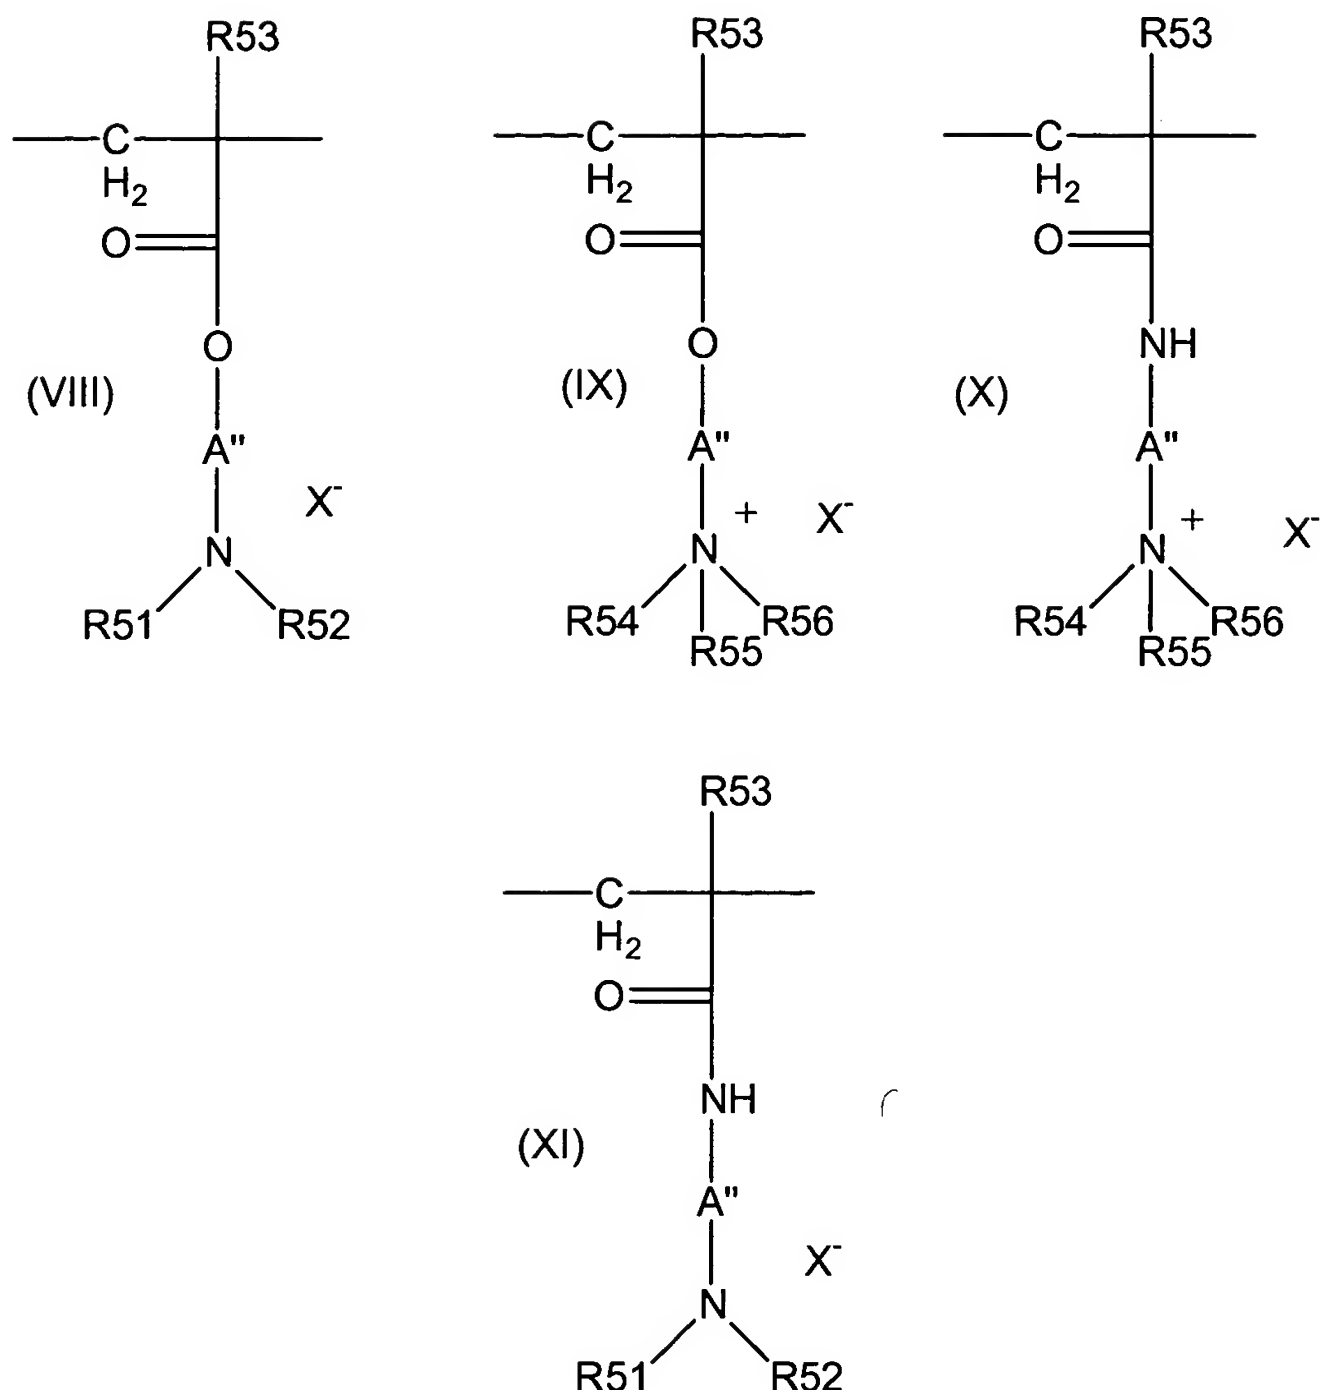 R53 R53 R53
C C C
H2 H2 H2
O O O
O O NH
(VIII) (IX) (X)
A" A" A"
X- + X- + X-
N N N
R51 R52 R54 R56 R54 R56
R55 R55
R53
C
H2
O
NH
(XI)
A"
X-
N
R51 R52